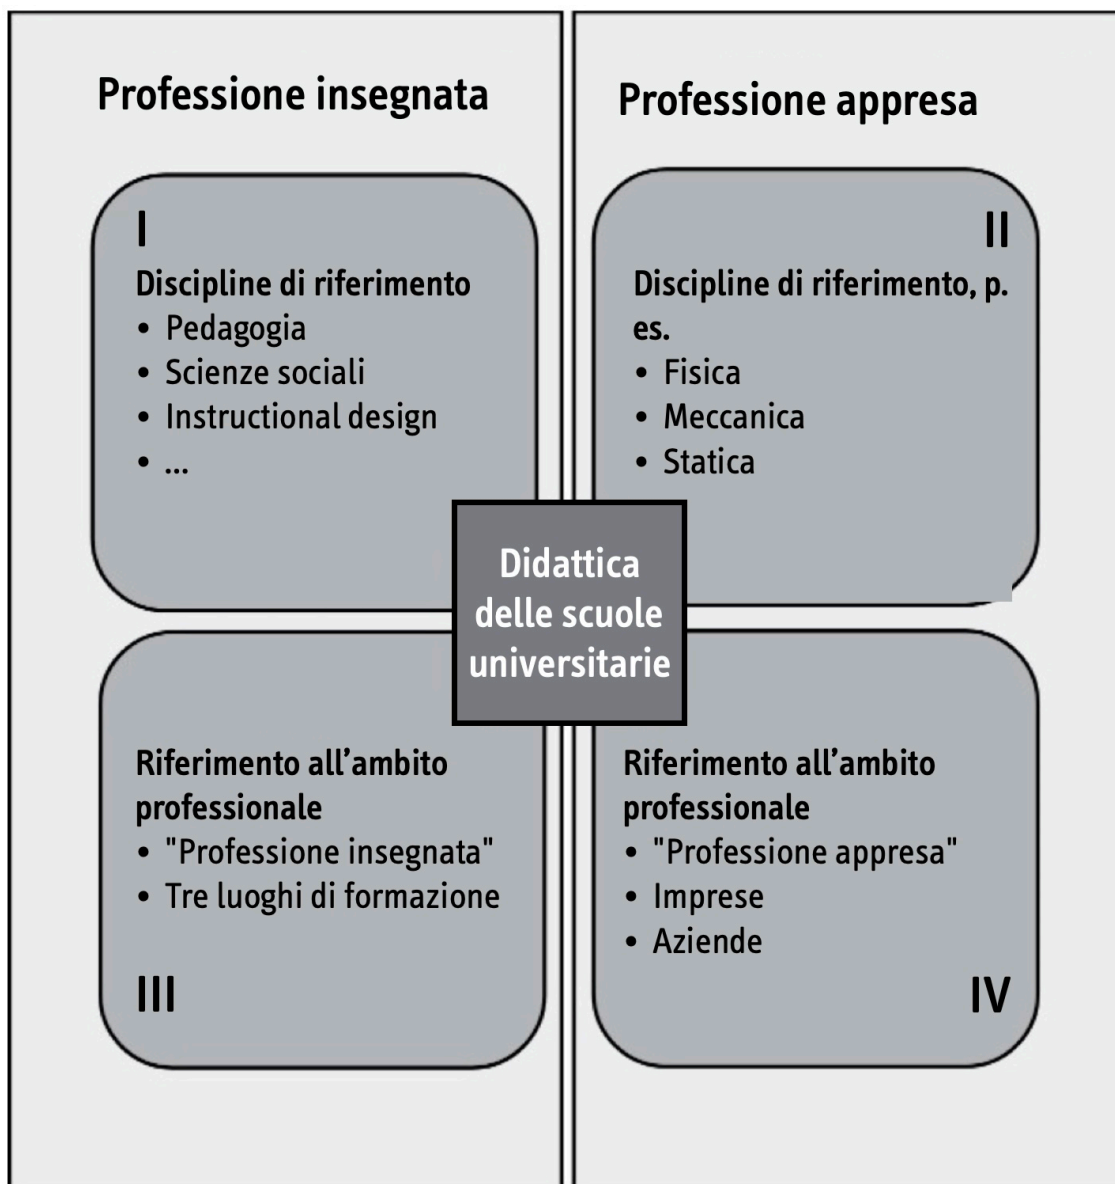 Professione insegnata
Professione appresa
I
Discipline di riferimento
• Pedagogia
• Scienze sociali
• Instructional design
• ...
II
Discipline di riferimento, p.
es.
• Fisica
• Meccanica
• Statica
Didattica
delle scuole
universitarie
Riferimento all’ambito
professionale
• "Professione insegnata"
• Tre luoghi di formazione
III
Riferimento all’ambito
professionale
• "Professione appresa"
• Imprese
• Aziende
IV